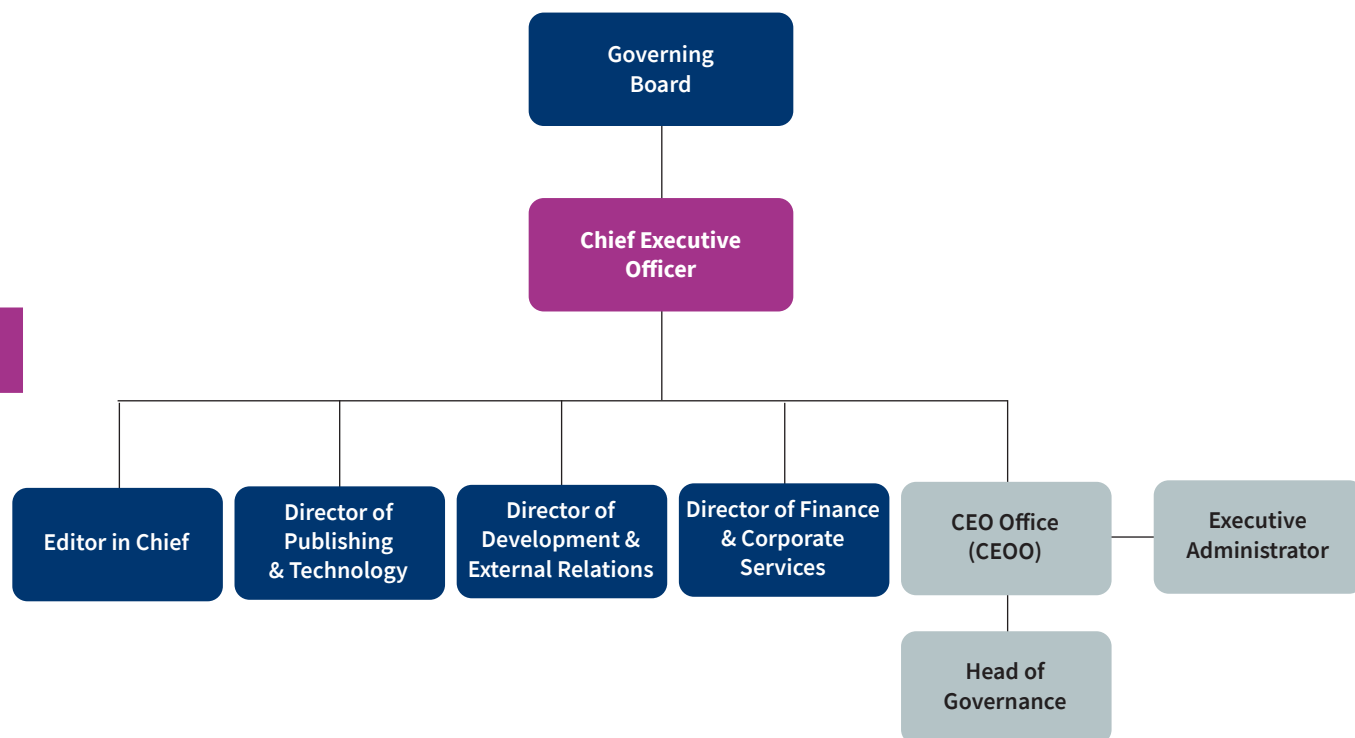 Governing
Board
Chief Executive
Officer
Editor in Chief
Director of
Publishing
& Technology
Director of
Development &
External Relations
Director of Finance
& Corporate
Services
CEO Office
(CEOO)
Executive
Administrator
Head of
Governance